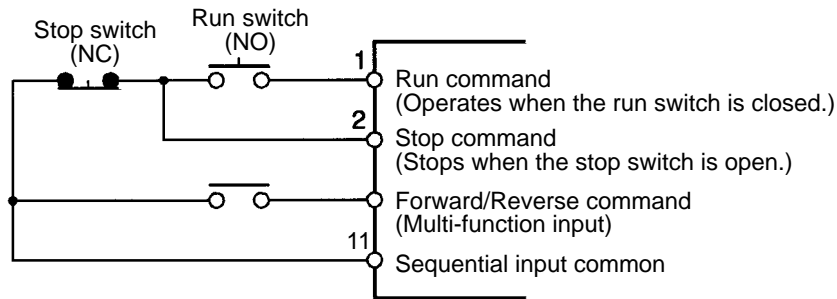 Stop switch
(NC)
Run switch
(NO)
1
Run command
(Operates when the run switch is closed.)
2
Stop command
(Stops when the stop switch is open.)
Forward/Reverse command
(Multi-function input)
11
Sequential input common